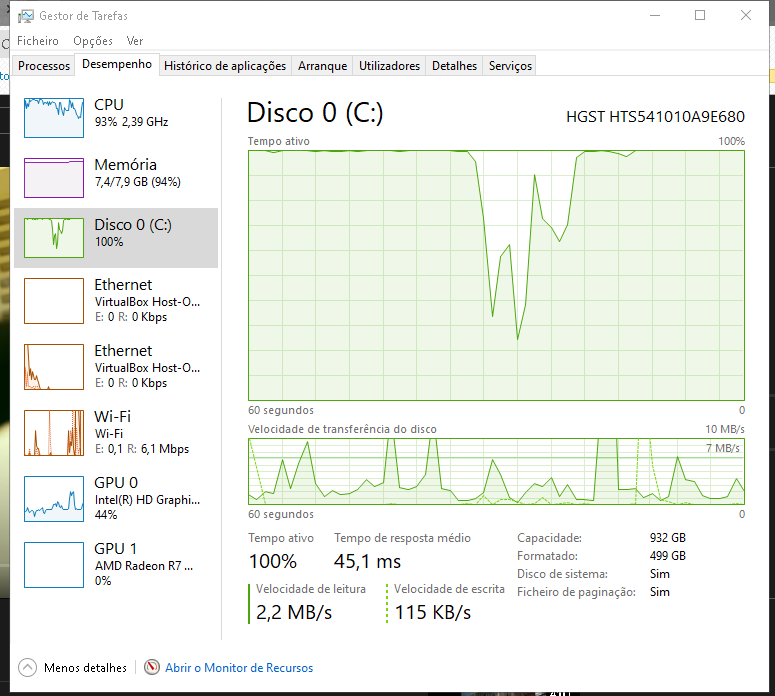 Gestor de Tarefas
Ficheiro Opções Ver
Processos Desempenho Histórico de aplicações Arranque Utilizadores Detalhes Serviços
CPU
93% 2,39 GHz
Memória
7,4/7,9 GB (94%)
Disco 0 (C:)
100%
Ethernet
VirtualBox Host-O...
E: 0 R: 0 Kbps
Ethernet
VirtualBox Host-O...
E: 0 R: 0 Kbps
Wi-Fi
Wi-Fi
E: 0,1 R: 6,1 Mbps
GPU 0
Intel(R) HD Graphi...
44%
GPU 1
AMD Radeon R7 ...
0%
Disco 0 (C:)
HGST HTS541010A9E680
Tempo ativo 100%
60 segundos 0
Velocidade de transferência do disco 10 MB/s
7 MB/s
60 segundos 0
Tempo ativo
100%
Tempo de resposta médio
45,1 ms
Velocidade de leitura
2,2 MB/s
Velocidade de escrita
115 KB/s
Capacidade: 932 GB
Formatado: 499 GB
Disco de sistema: Sim
Ficheiro de paginação: Sim
Menos detalhes
Abrir o Monitor de Recursos